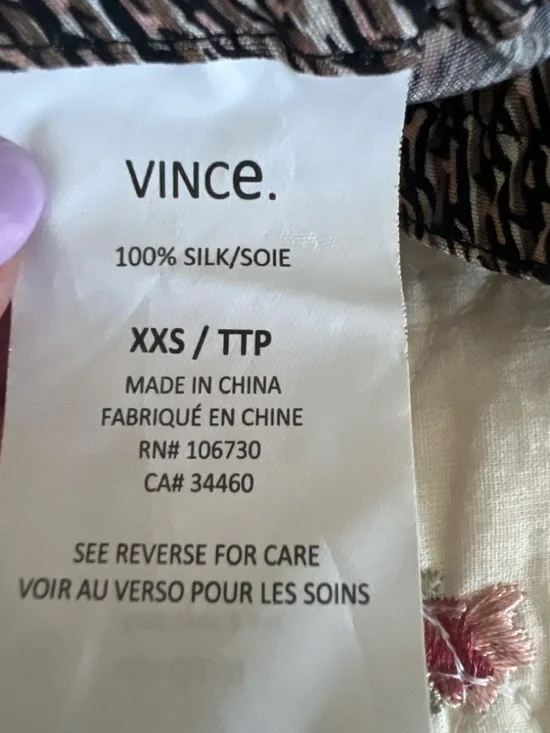 VINCe.
100% SILK/SOIE
XXS / TTP
MADE IN CHINA
FABRIQUÉ EN CHINE
RN# 106730
CA# 34460
SEE REVERSE FOR CARE
VOIR AU VERSO POUR LES SOINS